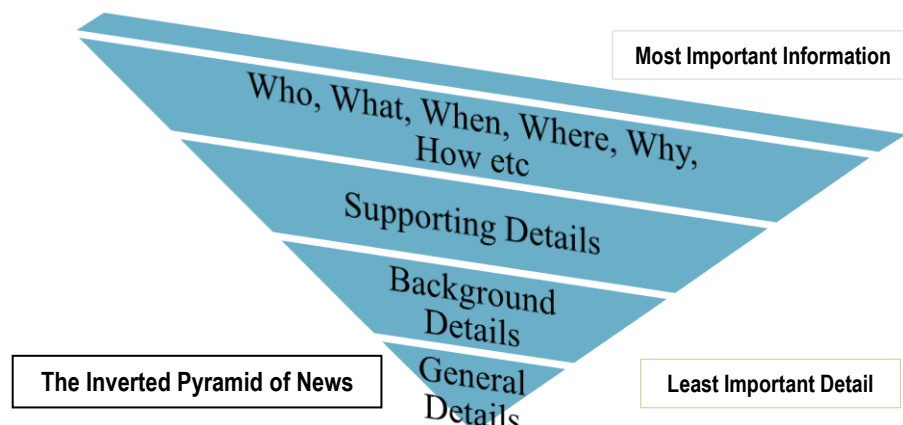 Most Important Information
Who, What, When, Where, Why,
How etc
Supporting Details
Background
Details
General
Details
The Inverted Pyramid of News
Least Important Detail